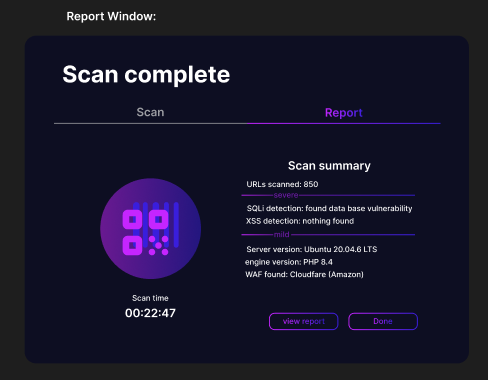 Report Window:
Scan complete
Scan
Report
Scan summary
URLs scanned: 850
severe
SQLi detection: found data base vulnerability
XSS detection: nothing found
mild
Server version: Ubuntu 20.04.6 LTS
engine version: PHP 8.4
WAF found: Cloudfare (Amazon)
Scan time
00:22:47
view report
Done